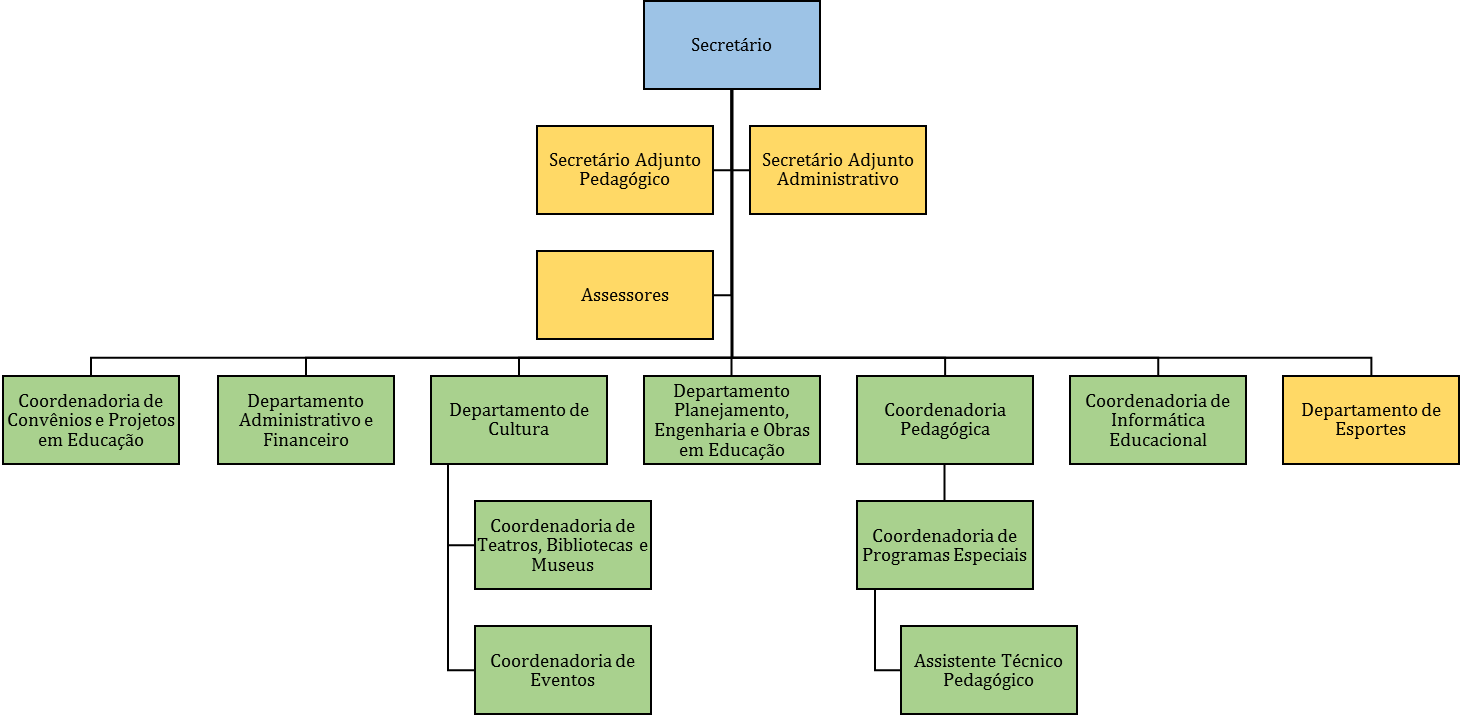 Secretário
Secretário Adjunto
Pedagógico
Secretário Adjunto
Administrativo
Assessores
Coordenadoria de
Convênios e Projetos
em Educação
Departamento
Administrativo e
Financeiro
Departamento de
Cultura
Departamento
Planejamento,
Engenharia e Obras
em Educação
Coordenadoria
Pedagógica
Coordenadoria de
Informática
Educacional
Departamento de
Esportes
Coordenadoria de
Teatros, Bibliotecas e
Museus
Coordenadoria de
Programas Especiais
Coordenadoria de
Eventos
Assistente Técnico
Pedagógico